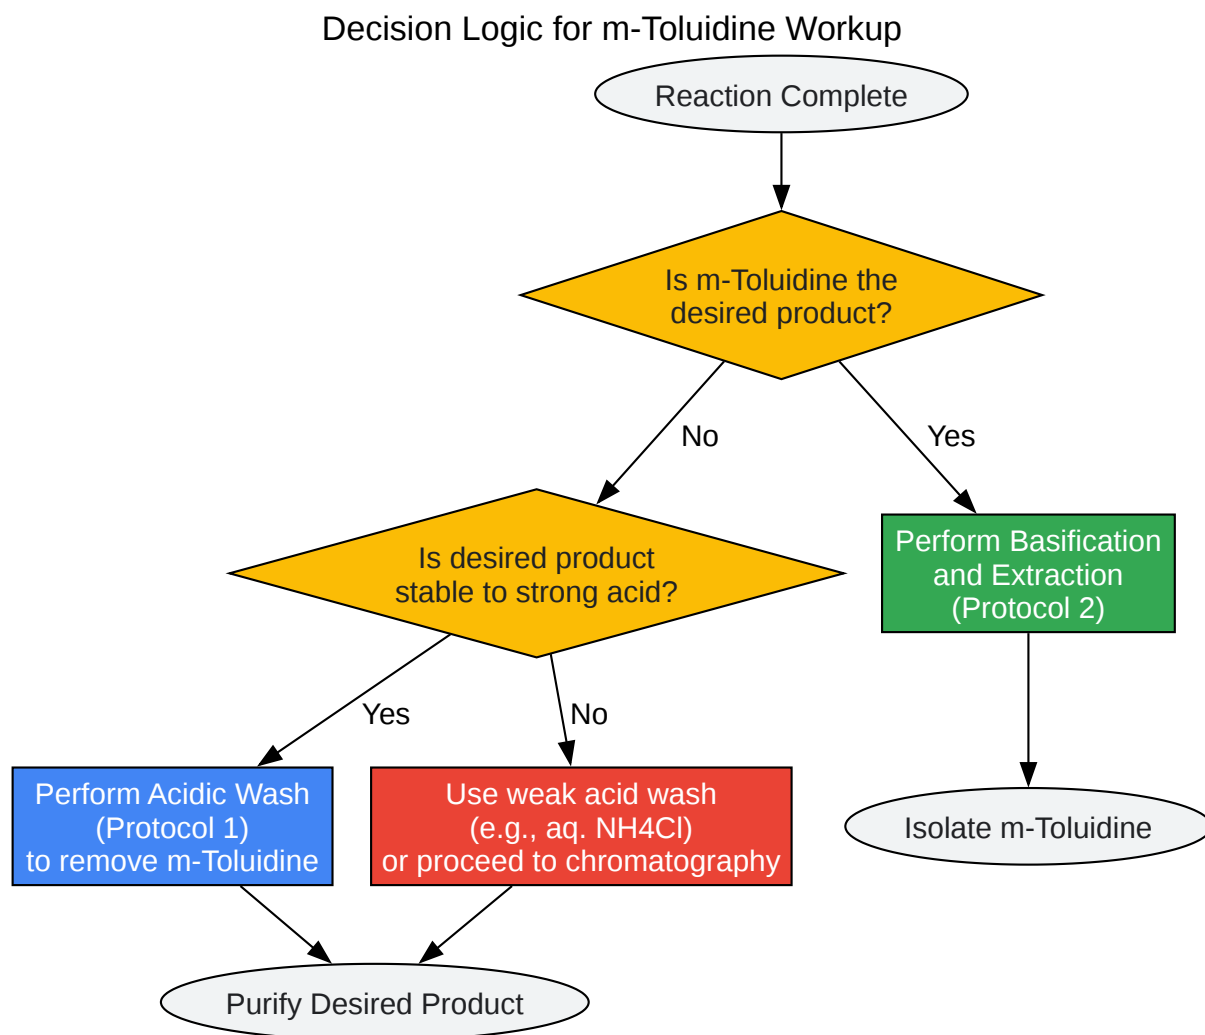 Decision Logic for m-Toluidine Workup
Reaction Complete
Is m-Toluidine the
desired product?
No
Yes
Is desired product
stable to strong acid?
Perform Basification
and Extraction
(Protocol 2)
Yes
No
Perform Acidic Wash
(Protocol 1)
to remove m-Toluidine
Use weak acid wash
(e.g., aq. NH4Cl)
or proceed to chromatography
Isolate m-Toluidine
Purify Desired Product